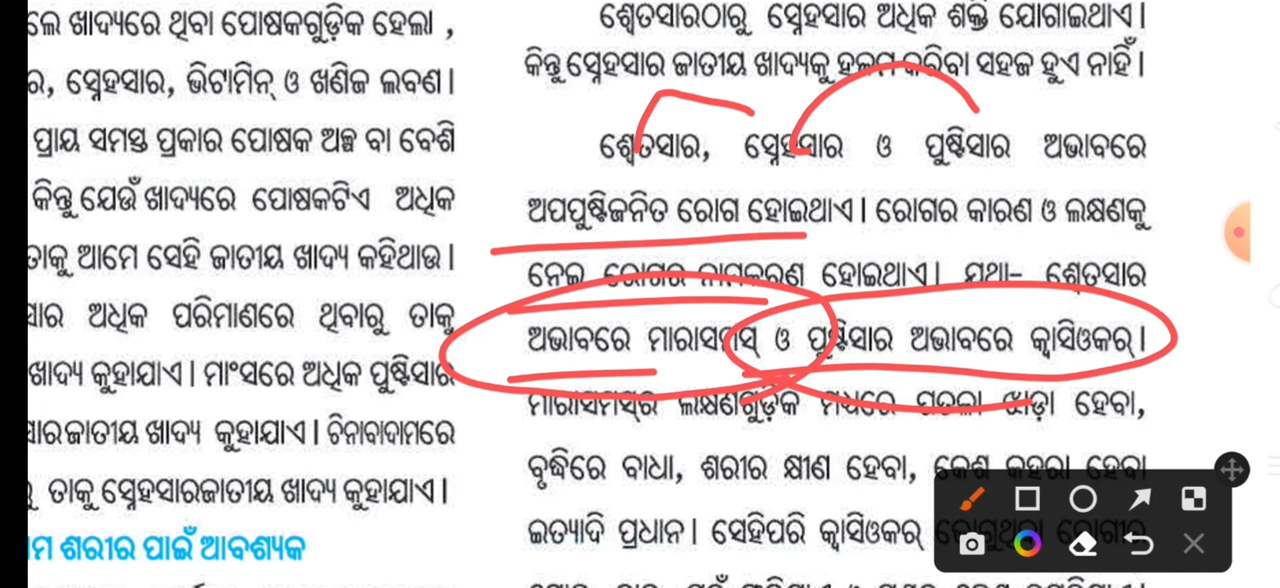 ଲେ ଖାଦ୍ୟରେ ଥିବା ପୋଷକଗୁଡ଼ିକ ହେଲା ,
ର, ସ୍ନେହସାର, ଭିଟାମିନ୍ ଓ ଖଣିଜ ଲବଣ।
ପ୍ରାୟ ସମସ୍ତ ପ୍ରକାର ପୋଷକ ଅଳ୍ପ ବା ବେଶି
କିନ୍ତୁ ଯେଉଁ ଖାଦ୍ୟରେ ପୋଷକଟିଏ ଅଧିକ
ତାକୁ ଆମେ ସେହି ଜାତୀୟ ଖାଦ୍ୟ କହିଥାଉ।
ସାର ଅଧିକ ପରିମାଣରେ ଥିବାରୁ ତାକୁ
ଖାଦ୍ୟ କୁହାଯାଏ। ମାଂସରେ ଅଧିକ ପୁଷ୍ଟିସାର
ସାରଜାତୀୟ ଖାଦ୍ୟ କୁହାଯାଏ। ଚିନାବାଦାମରେ
ତାକୁ ସ୍ନେହସାରଜାତୀୟ ଖାଦ୍ୟ କୁହାଯାଏ।
ମ ଶରୀର ପାଇଁ ଆବଶ୍ୟକ
ଶ୍ୱେତସାରଠାରୁ ସ୍ନେହସାର ଅଧିକ ଶକ୍ତି ଯୋଗାଇଥାଏ।
କିନ୍ତୁ ସ୍ନେହସାର ଜାତୀୟ ଖାଦ୍ୟକୁ ହଜମ କରିବା ସହଜ ହୁଏ ନାହିଁ।
ଶ୍ୱେତସାର, ସ୍ନେହସାର ଓ ପୁଷ୍ଟିସାର ଅଭାବରେ
ଅପପୁଷ୍ଟିଜନିତ ରୋଗ ହୋଇଥାଏ। ରୋଗର କାରଣ ଓ ଲକ୍ଷଣକୁ
ନେଇ ରୋଗର ନାମକରଣ ହୋଇଥାଏ। ଯଥା– ଶ୍ୱେତସାର
ଅଭାବରେ ମାରାସମସ୍ ଓ ପୁଷ୍ଟିସାର ଅଭାବରେ କ୍ୱାସିଓକର୍।
ମାରାସମସ୍‌ର ଲକ୍ଷଣଗୁଡ଼ିକ ମଧରେ ପତଳା ଝାଡ଼ା ହେବା,
ବୃଦ୍ଧିରେ ବାଧା, ଶରୀର କ୍ଷୀଣ ହେବା, କେଶ କହରା ହେବା
ଇତ୍ୟାଦି ପ୍ରଧାନ। ସେହିପରି କ୍ୱାସିଓକର୍ ଭୋଗୁଥିବା ରୋଗୀର